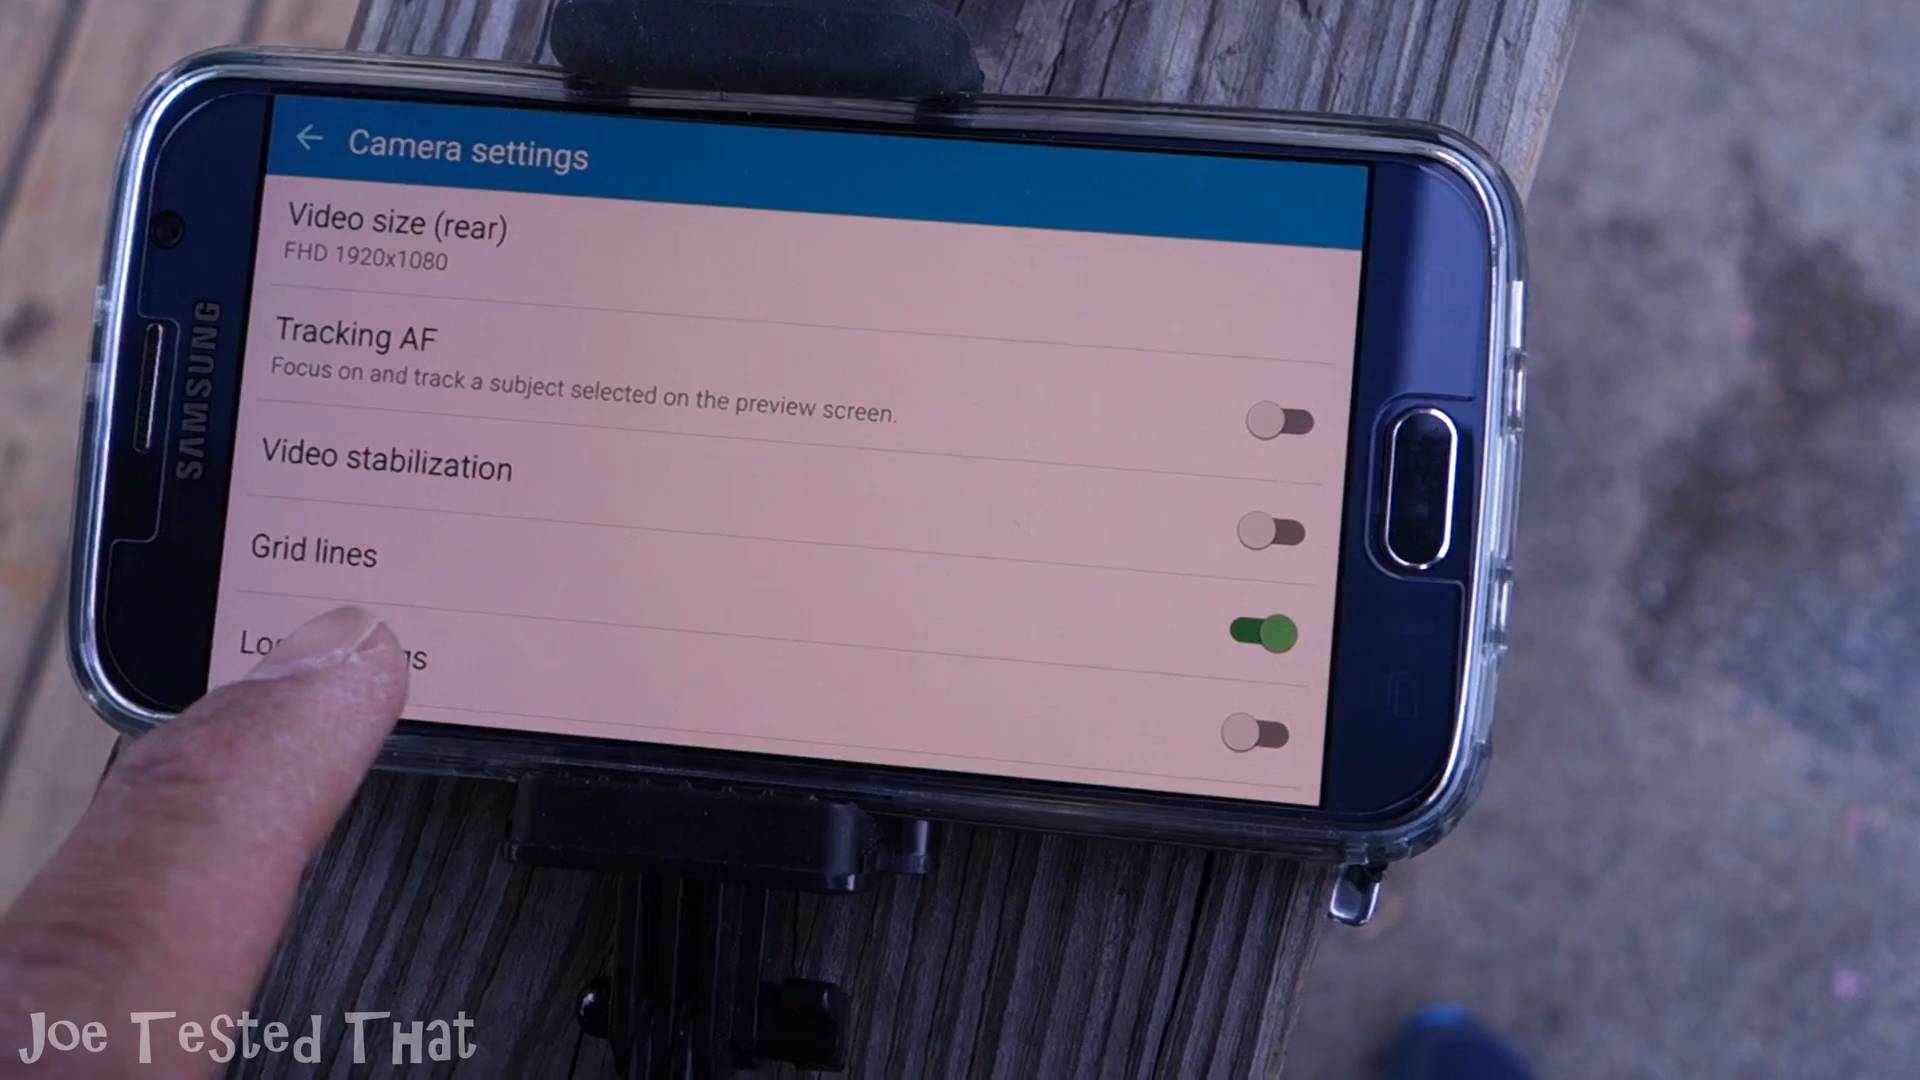 Camera settings
Video size (rear)
FHD 1920x1080
Tracking AF
Focus on and track a subject selected on the preview screen.
Video stabilization
Grid lines
SAMSUNG
Joe Tested That